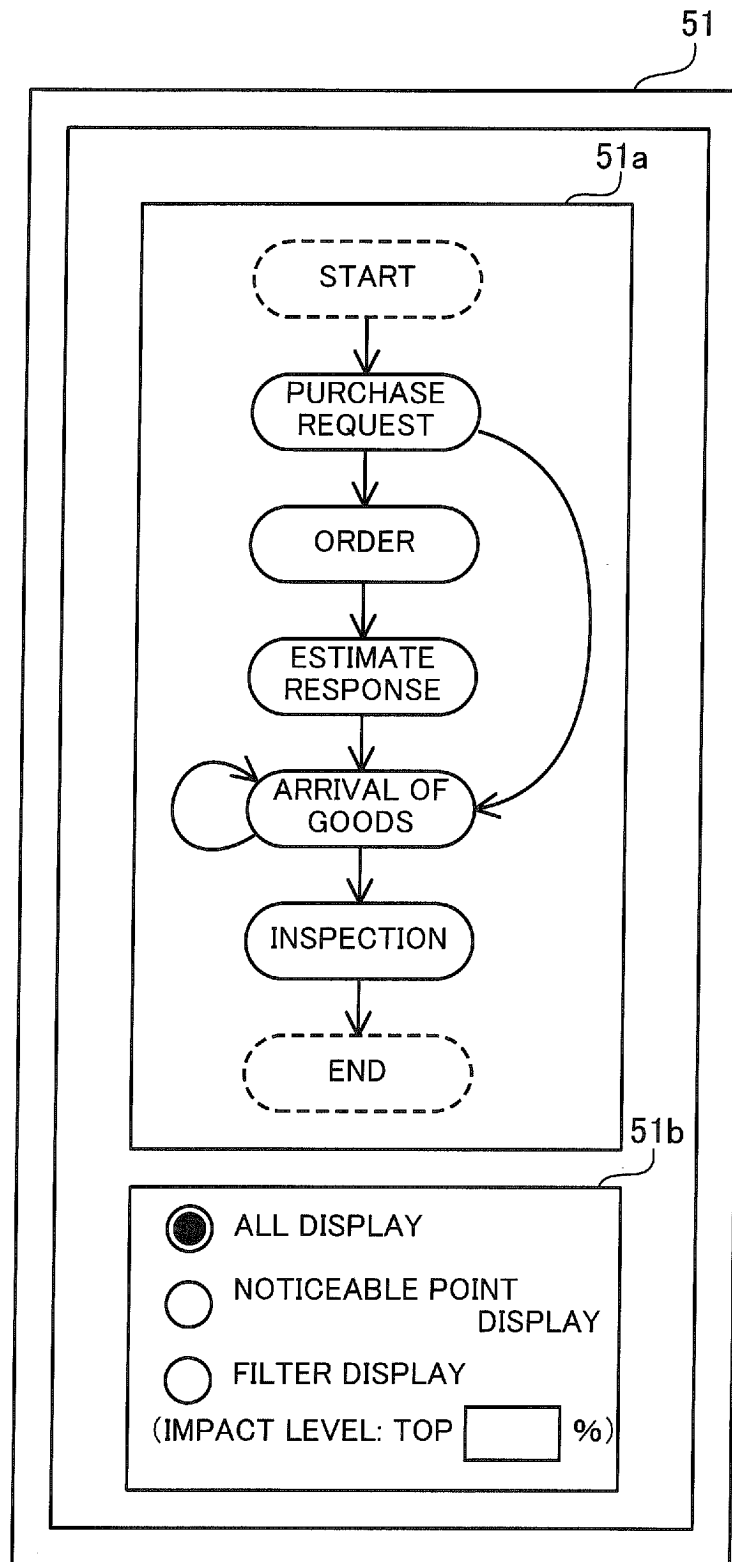 51
51a
START
PURCHASE
REQUEST
ORDER
ESTIMATE
RESPONSE
ARRIVAL OF
GOODS
INSPECTION
END
51b
ALL DISPLAY
NOTICEABLE POINT
DISPLAY
FILTER DISPLAY
(IMPACT LEVEL: TOP %)